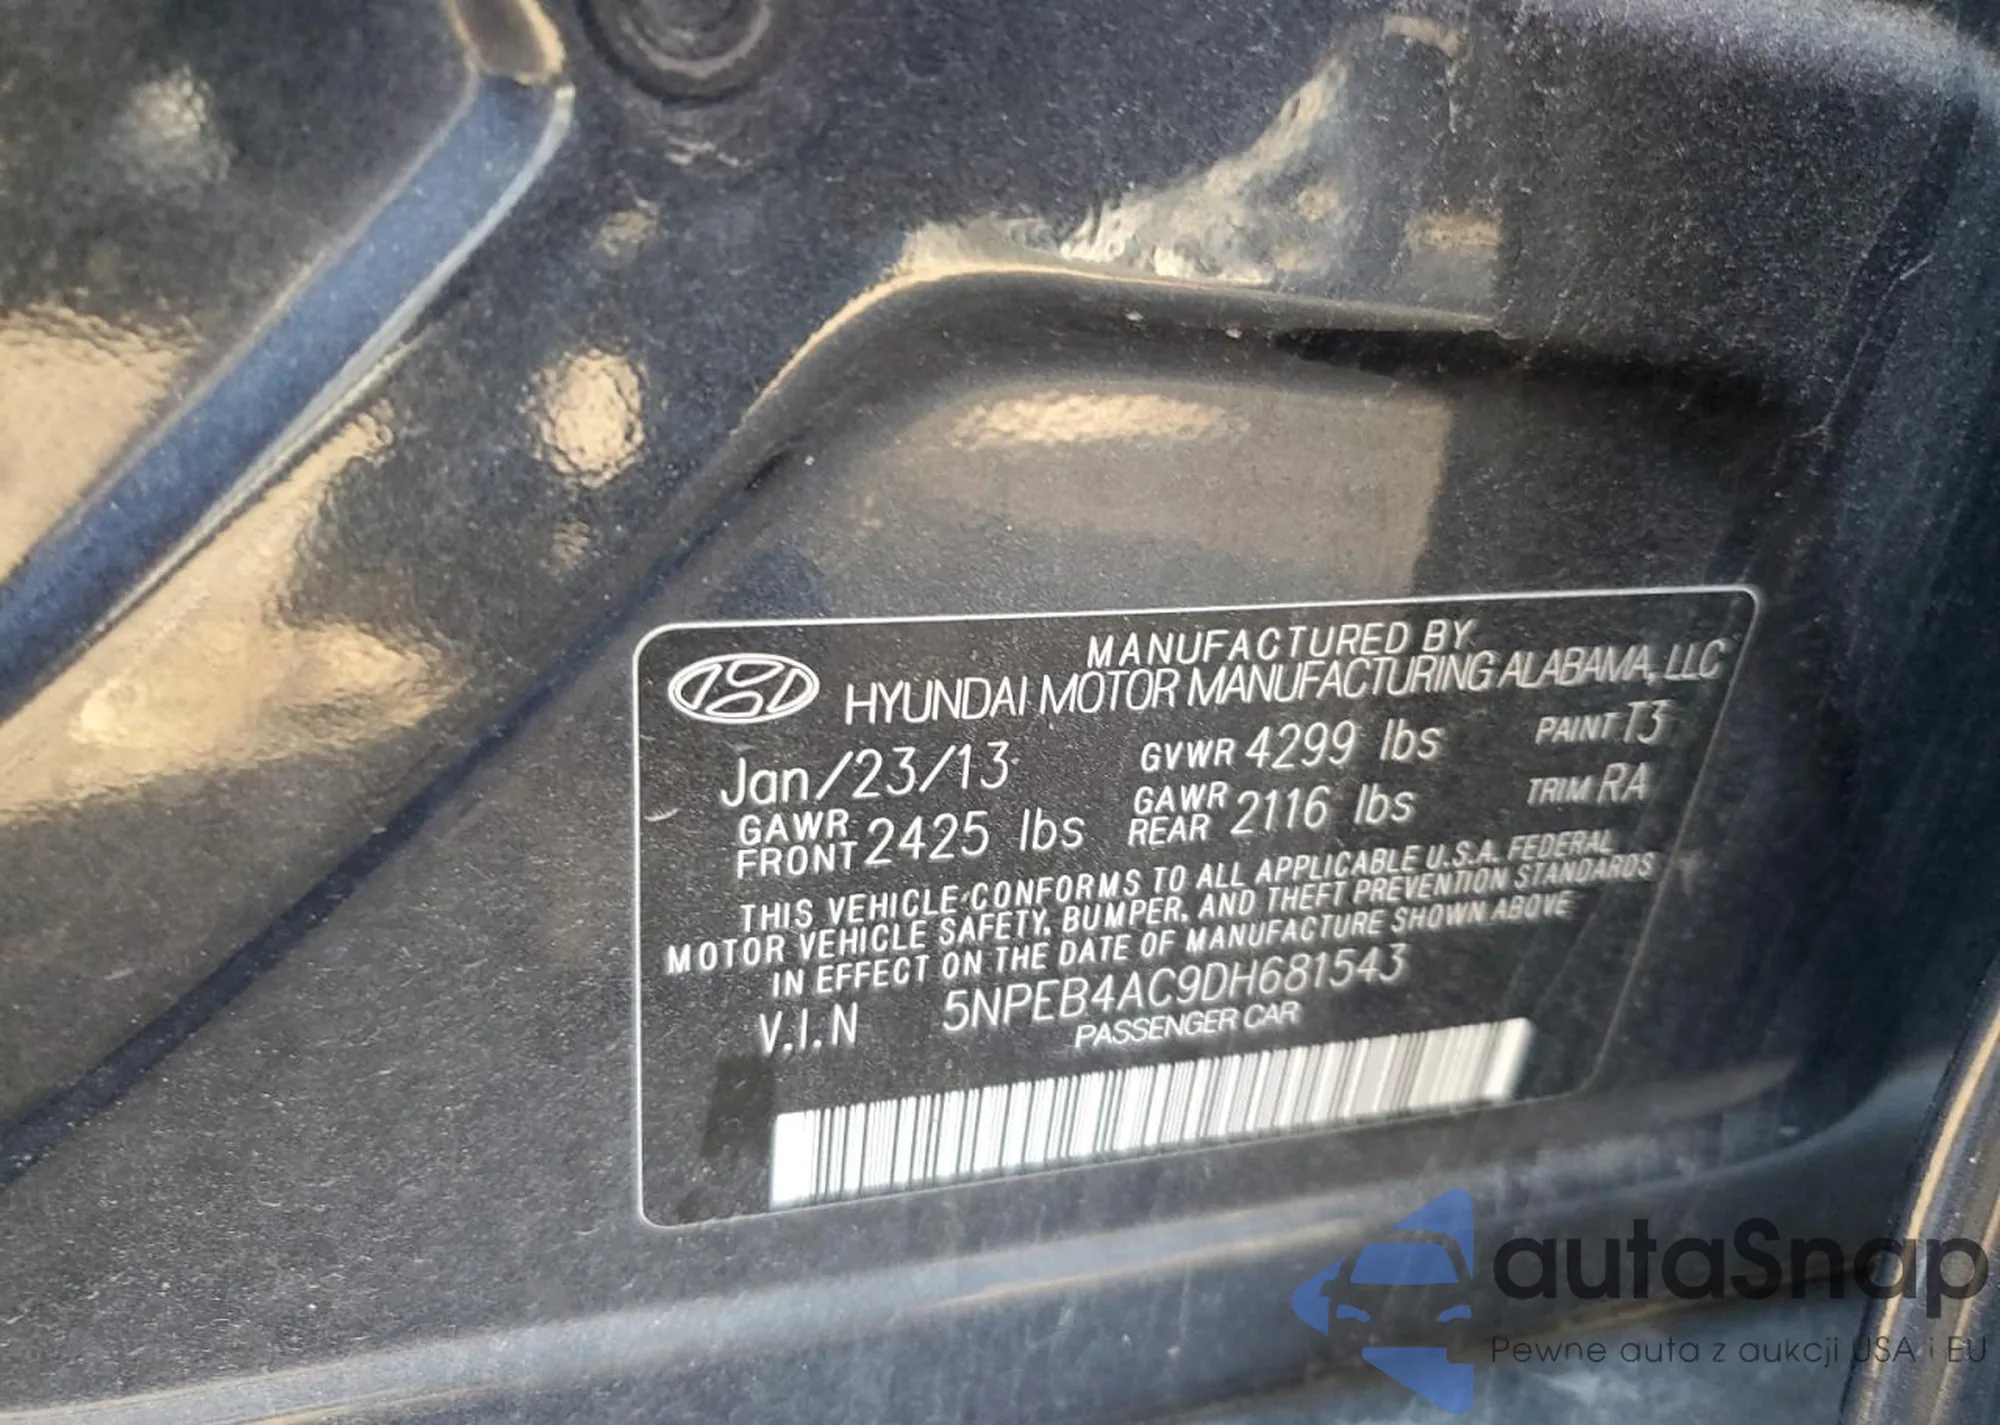 MANUFACTURED BY
HYUNDAI MOTOR MANUFACTURING ALABAMA, LLC
Jan/23/13 GVWR 4299 lbs PAINT T3
GAWR FRONT 2425 lbs GAWR REAR 2116 lbs TRIM RA
THIS VEHICLE CONFORMS TO ALL APPLICABLE U.S.A. FEDERAL
MOTOR VEHICLE SAFETY, BUMPER, AND THEFT PREVENTION STANDARDS
IN EFFECT ON THE DATE OF MANUFACTURE SHOWN ABOVE
V.I.N 5NPEB4AC9DH681543
PASSENGER CAR
autaSnap
Pewne auta z aukcji USA i EU